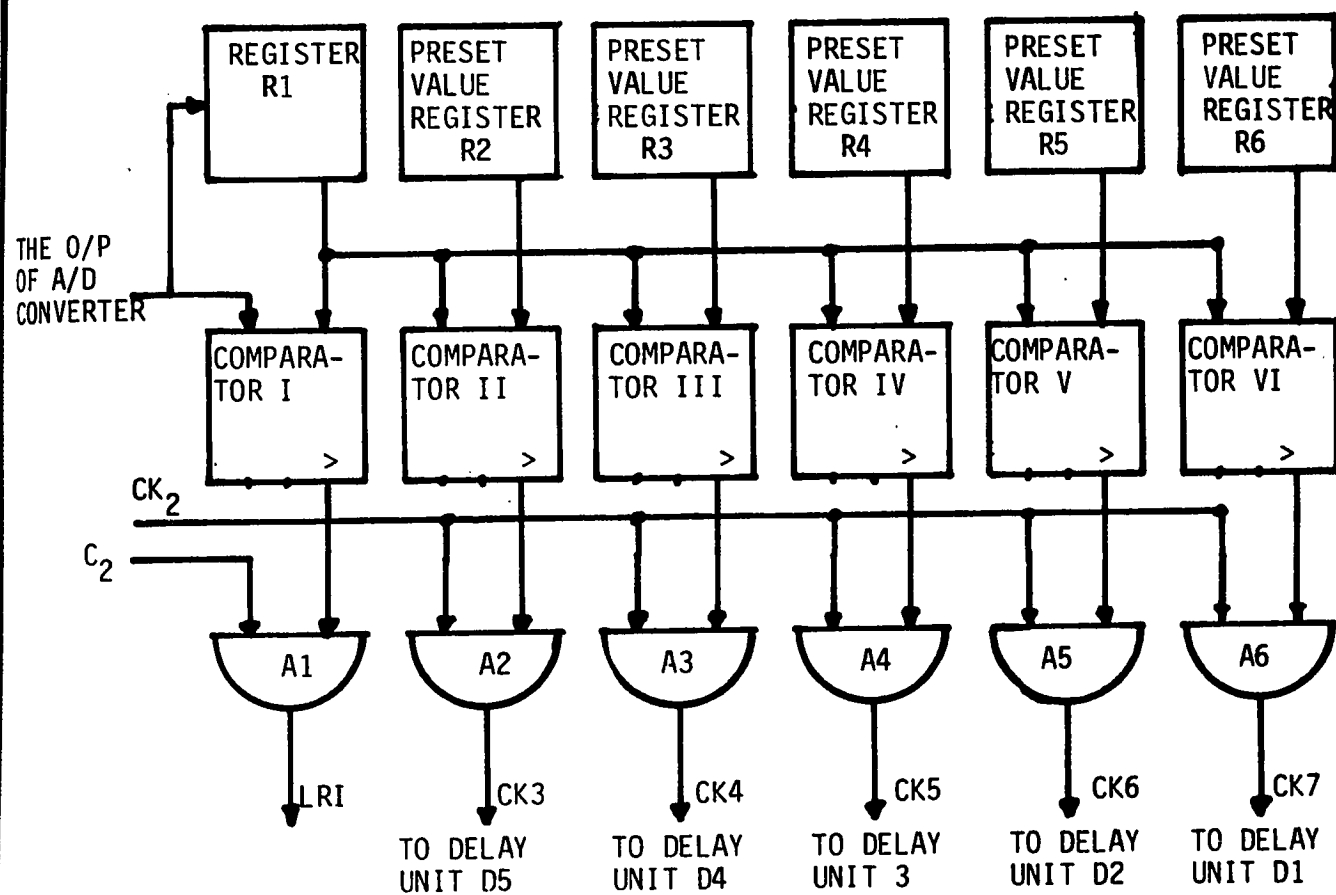 REGISTER
R1
PRESET
VALUE
REGISTER
R2
PRESET
VALUE
REGISTER
R3
PRESET
VALUE
REGISTER
R4
PRESET
VALUE
REGISTER
R5
PRESET
VALUE
REGISTER
R6
THE O/P
OF A/D
CONVERTER
COMPARA-
TOR I
>
COMPARA-
TOR II
>
COMPARA-
TOR III
>
COMPARA-
TOR IV
>
COMPARA-
TOR V
>
COMPARA-
TOR VI
>
CK2
C2
A1
A2
A3
A4
A5
A6
LRI
CK3
CK4
CK5
CK6
CK7
TO DELAY
UNIT D5
TO DELAY
UNIT D4
TO DELAY
UNIT 3
TO DELAY
UNIT D2
TO DELAY
UNIT D1